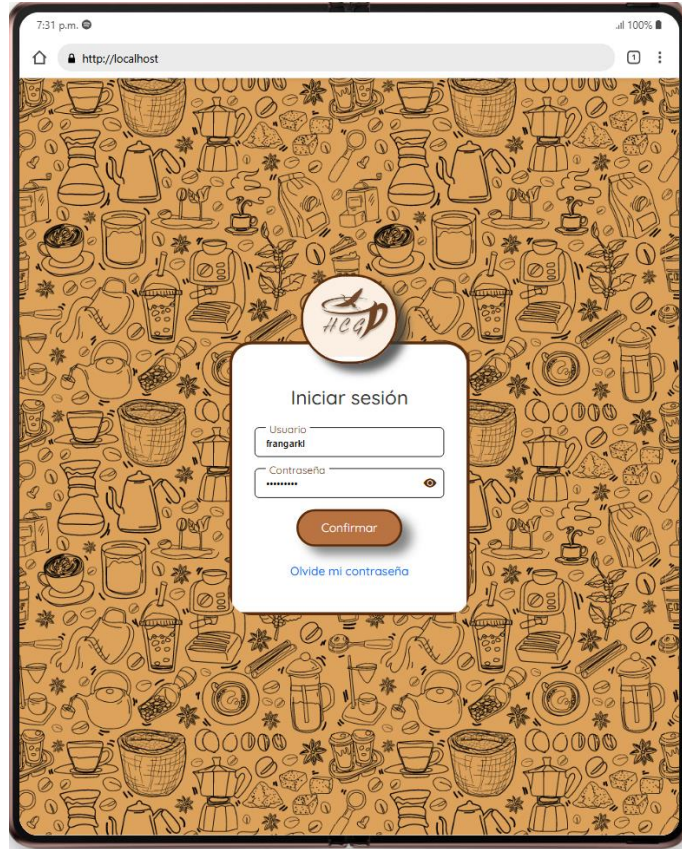 7:31 p.m.
100%
http://localhost
1
HCG
Iniciar sesión
Usuario
frangarkl
Contraseña
•••••••••
Confirmar
Olvide mi contraseña